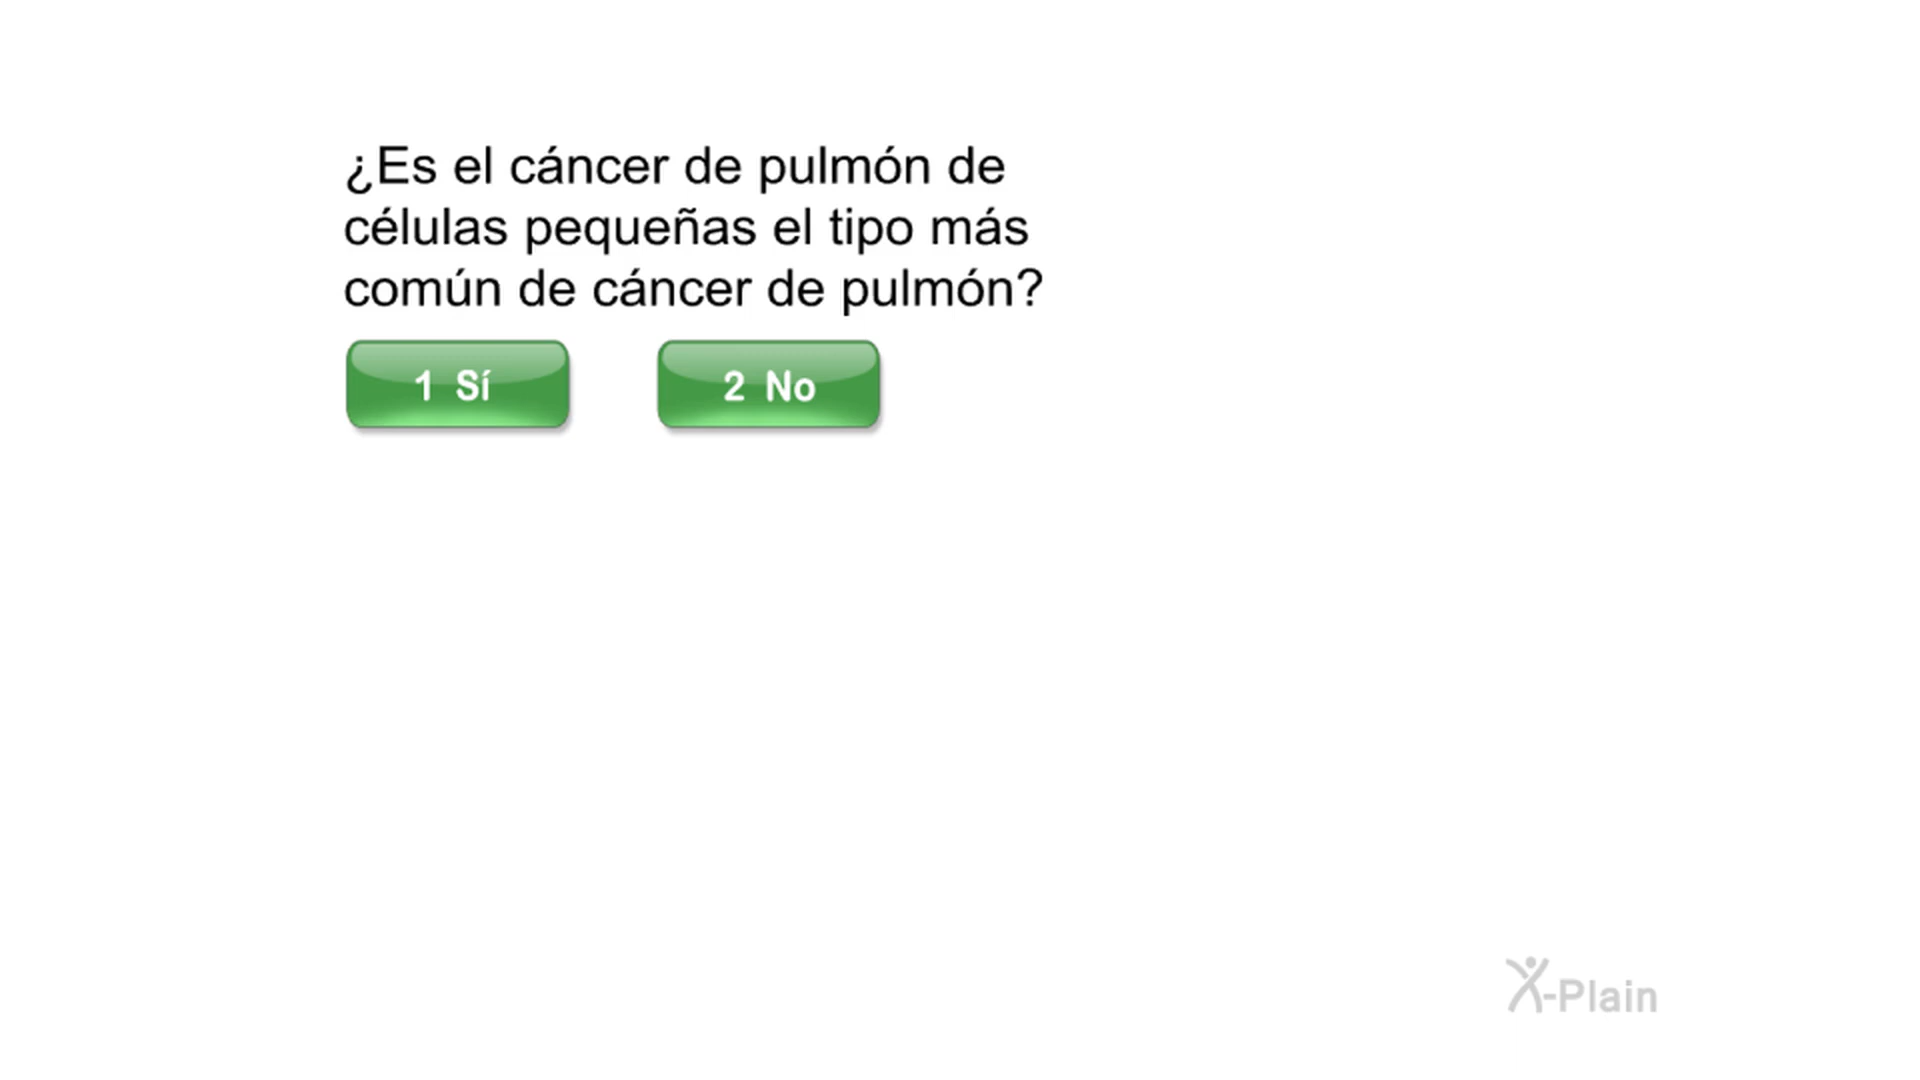 ¿Es el cáncer de pulmón de
células pequeñas el tipo más
común de cáncer de pulmón?
1 Sí
2 No
X-Plain